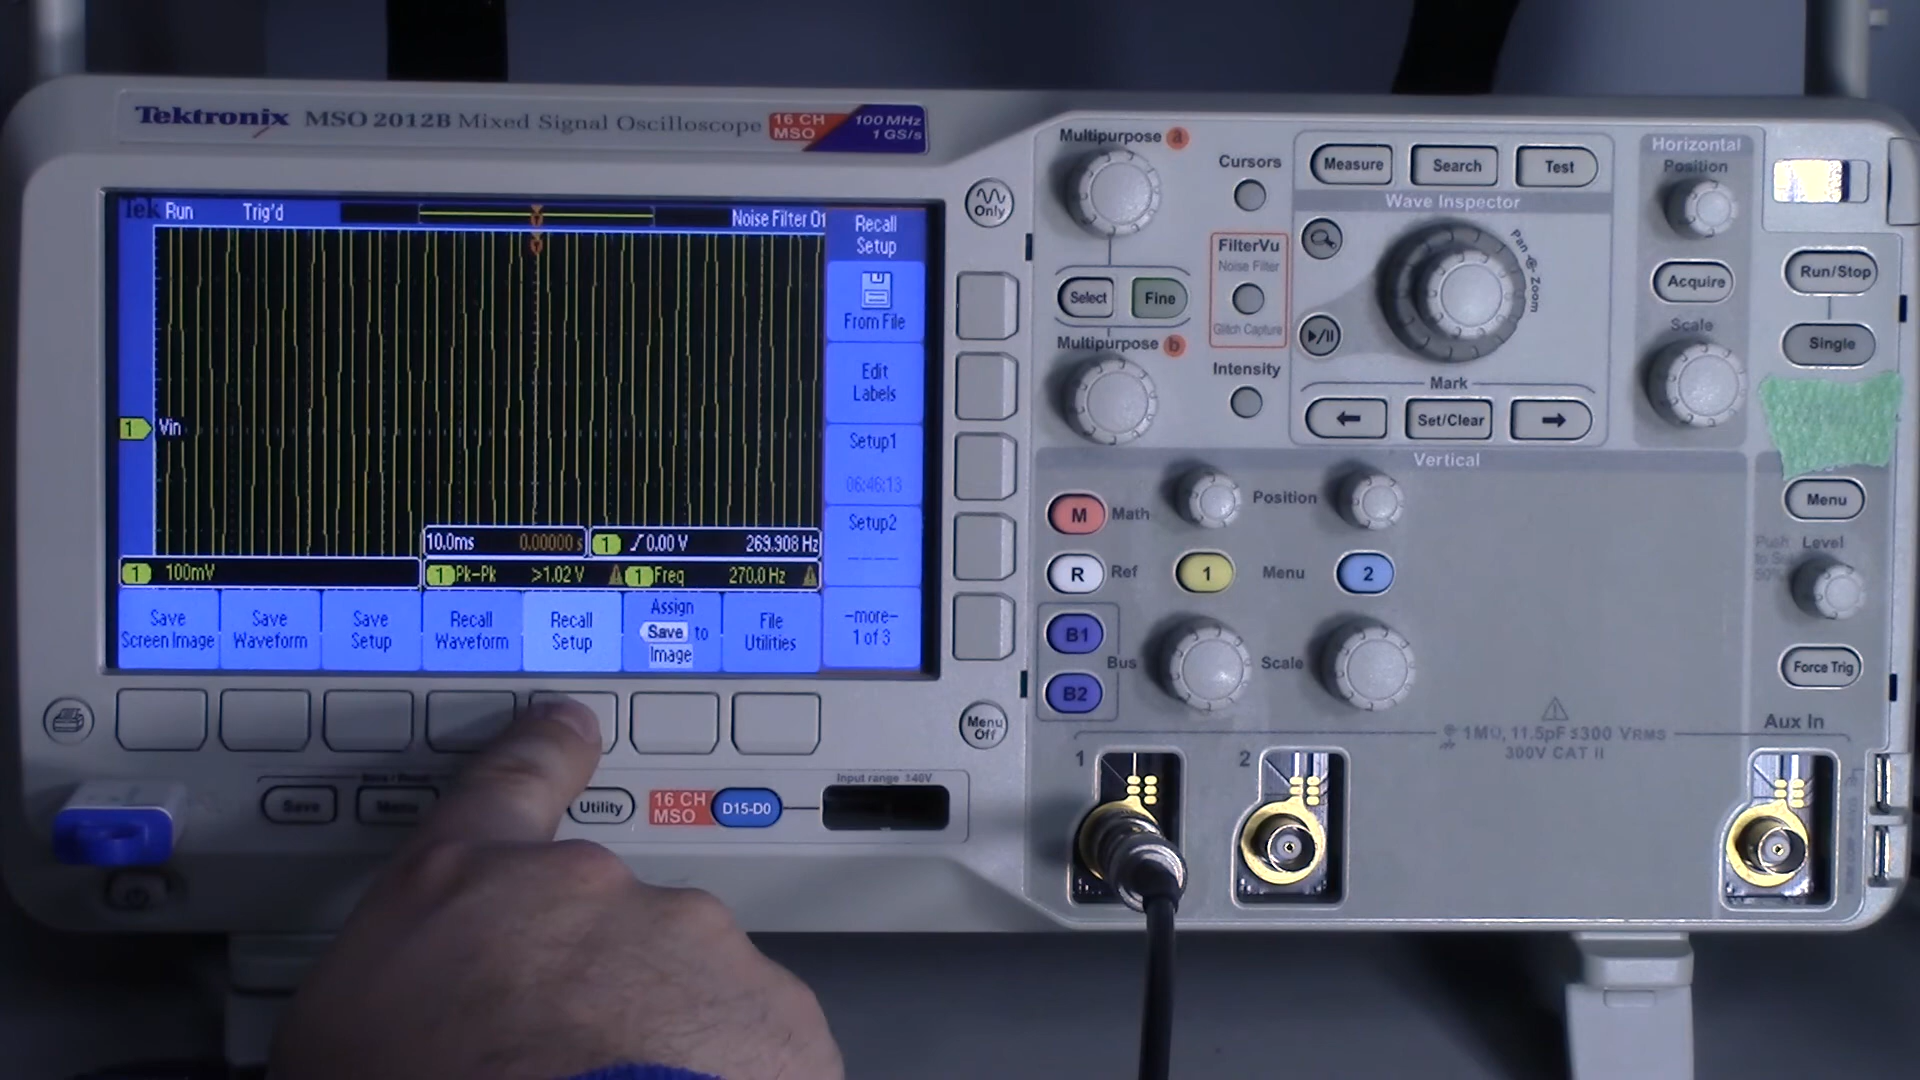 Tektronix MSO 2012B Mixed Signal Oscilloscope
16 CH
MSO
100 MHz
1 GS/s
Tek Run Trig'd
Noise Filter Of
Recall
Setup
From File
Edit
Labels
Setup1
06:46:13
Setup2
-more-
1 of 3
1 Vin
10.0ms 0.00000 s
1 0.00 V 269.908 Hz
1 100mV
1 Pk-Pk >1.02 V
1 Freq 270.0 Hz
Save
Screen Image
Save
Waveform
Save
Setup
Recall
Waveform
Recall
Setup
Assign
Save to
Image
File
Utilities
Only
Menu
Off
Save
Menu
Utility
16 CH
MSO
D15-D0
Input range ±40V
Multipurpose a
Select
Fine
Multipurpose b
Cursors
FilterVu
Noise Filter
Glitch Capture
Intensity
Measure
Search
Test
Wave Inspector
Pan
Zoom
Mark
←
Set/Clear
→
Horizontal
Position
Acquire
Scale
Run/Stop
Single
Vertical
M Math
Position
R Ref
1
Menu
2
B1
Bus
B2
Scale
Menu
Level
Force Trig
1MΩ, 11.5pF ≤300 VRMS
300V CAT II
Aux In
1
2